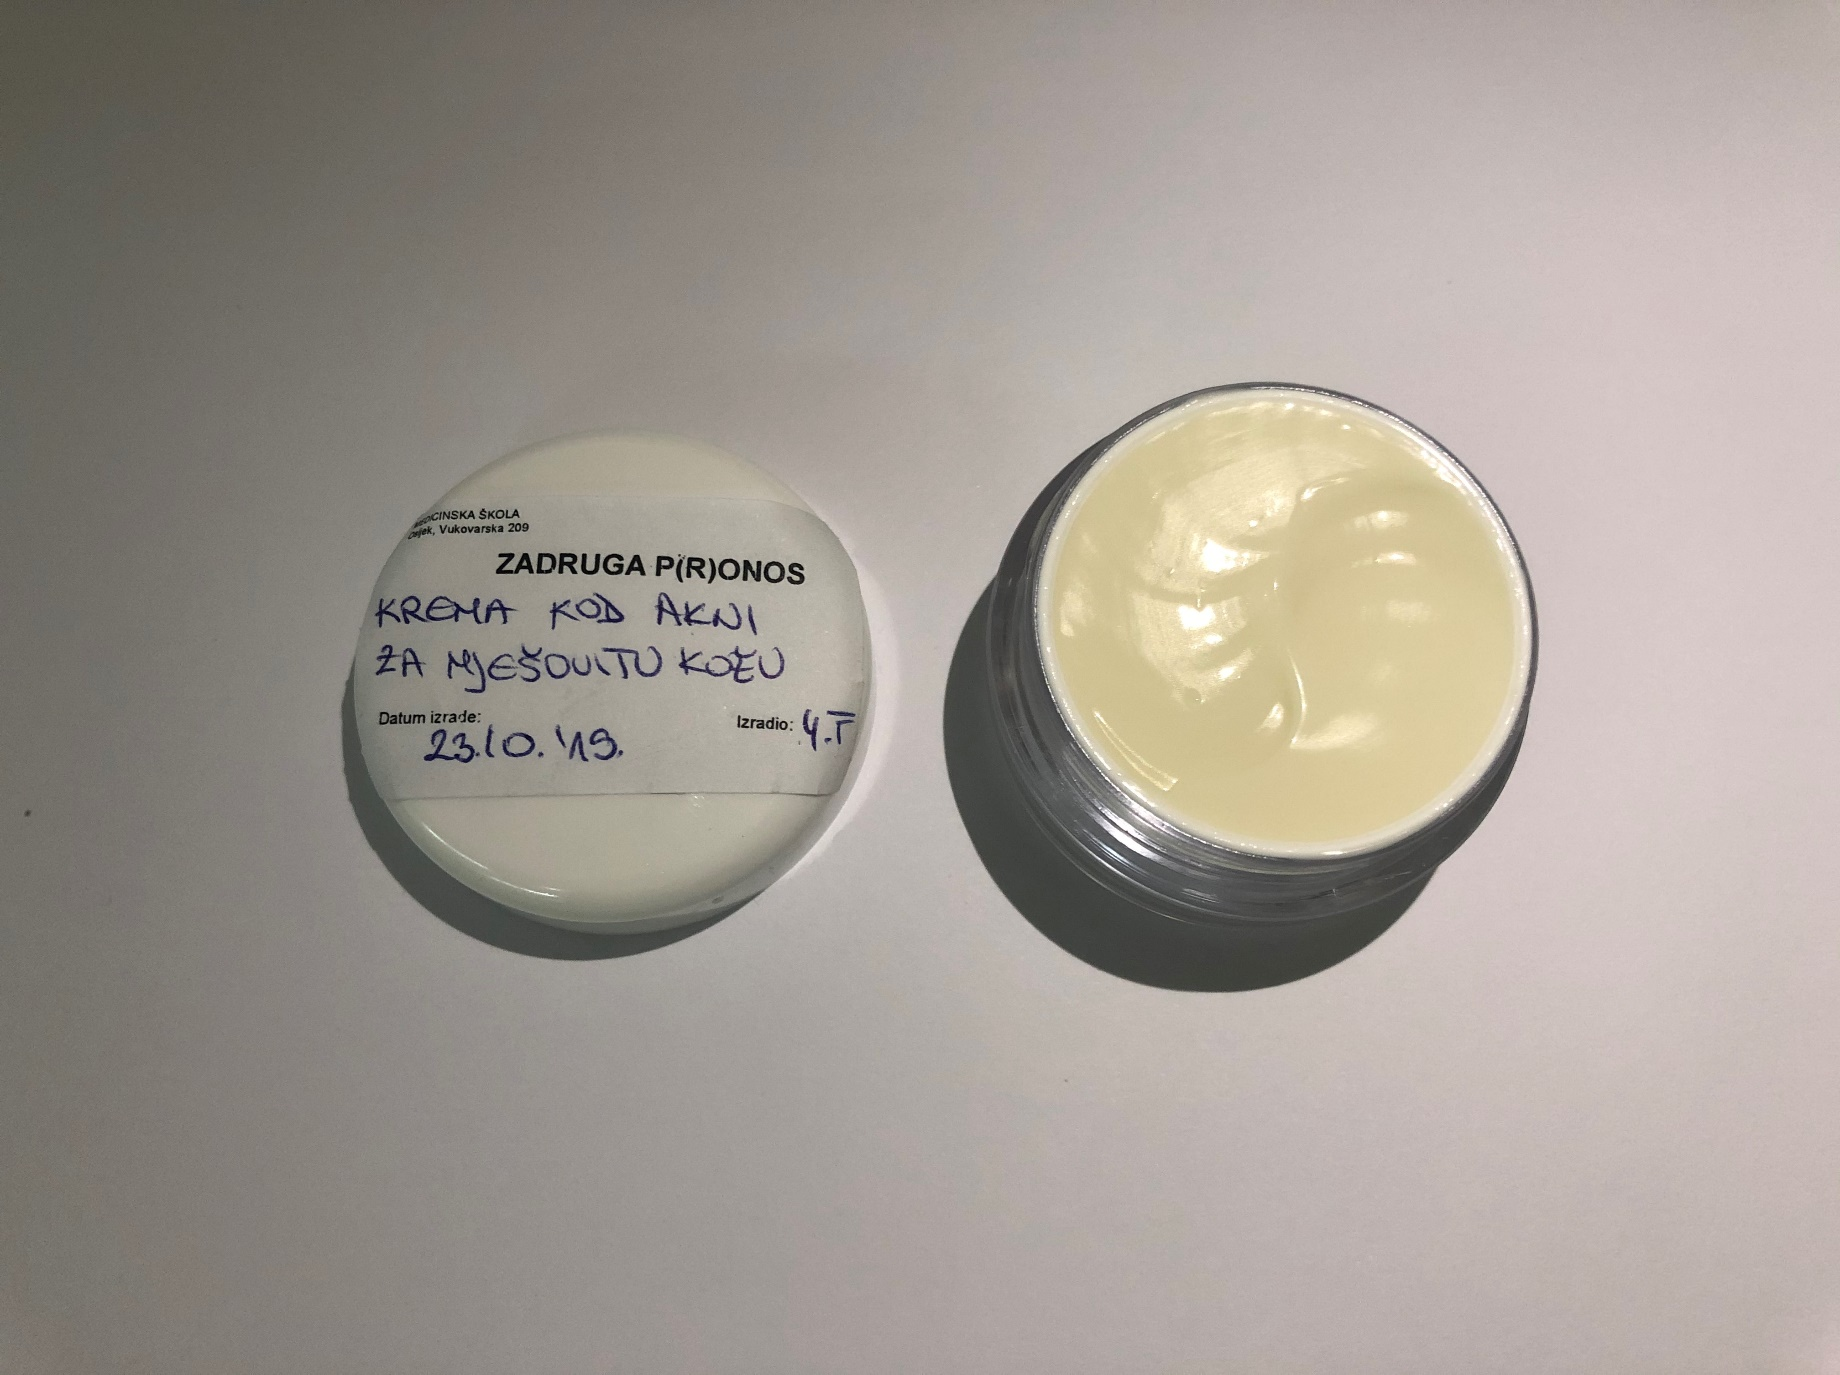 MEDICINSKA ŠKOLA
Osijek, Vukovarska 209
ZADRUGA P(R)ONOS
KREMA KOD AKNI
ZA MJEŠOVITU KOŽU
Datum izrade: Izradio: 4.F
23.10.'19.